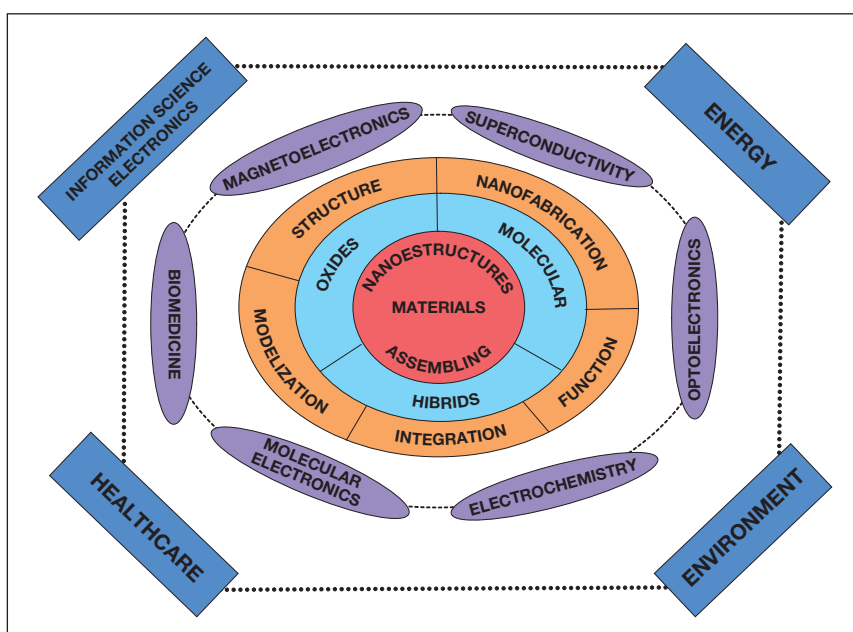 INFORMATION SCIENCE
ELECTRONICS
ENERGY
MAGNETOELECTRONICS
SUPERCONDUCTIVITY
STRUCTURE
NANOFABRICATION
OXIDES
MOLECULAR
NANOESTRUCTURES
MATERIALS
ASSEMBLING
BIOMEDICINE
OPTOELECTRONICS
MODELIZATION
FUNCTION
HIBRIDS
INTEGRATION
MOLECULAR
ELECTRONICS
ELECTROCHEMISTRY
HEALTHCARE
ENVIRONMENT